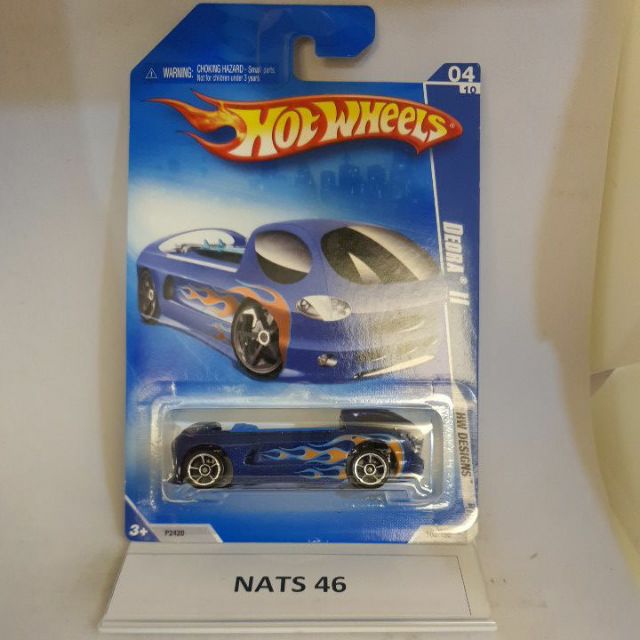 WARNING: CHOKING HAZARD - Small parts.
Not for children under 3 years.
04
10
HOT WHEELS®
DEORA® II
HW DESIGNS
3+
P2420
NATS 46